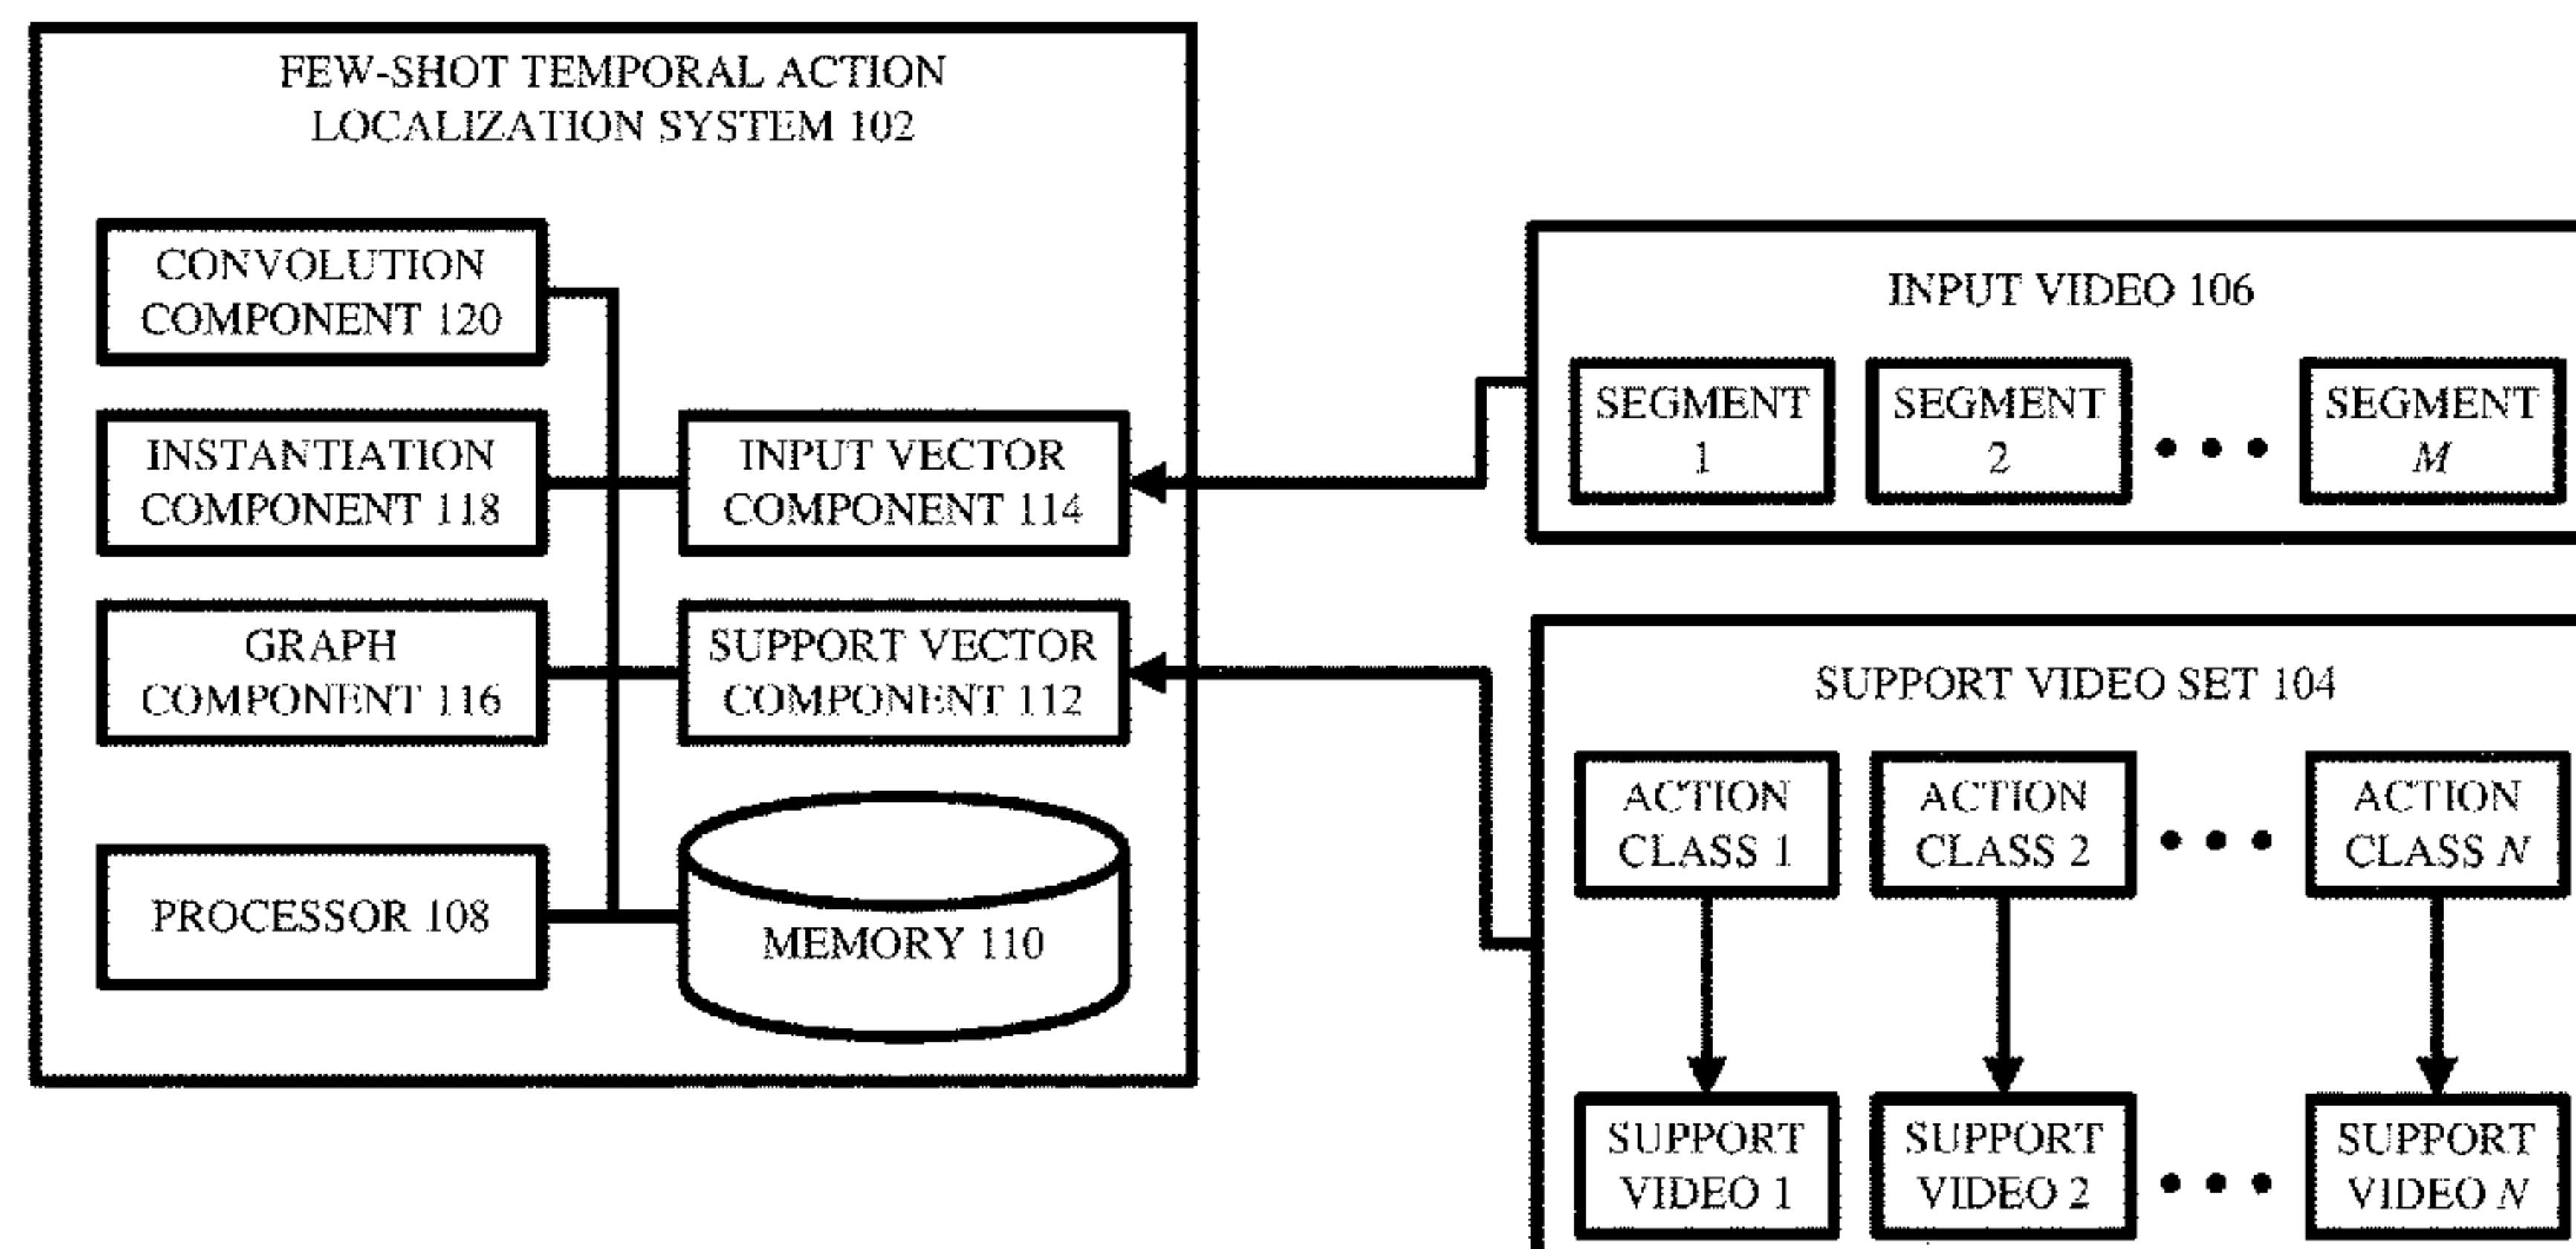 FEW-SHOT TEMPORAL ACTION
LOCALIZATION SYSTEM 102
CONVOLUTION
COMPONENT 120
INSTANTIATION
COMPONENT 118
INPUT VECTOR
COMPONENT 114
GRAPH
COMPONENT 116
SUPPORT VECTOR
COMPONENT 112
PROCESSOR 108
MEMORY 110
INPUT VIDEO 106
SEGMENT
1
SEGMENT
2
SEGMENT
M
SUPPORT VIDEO SET 104
ACTION
CLASS 1
ACTION
CLASS 2
ACTION
CLASS N
SUPPORT
VIDEO 1
SUPPORT
VIDEO 2
SUPPORT
VIDEO N